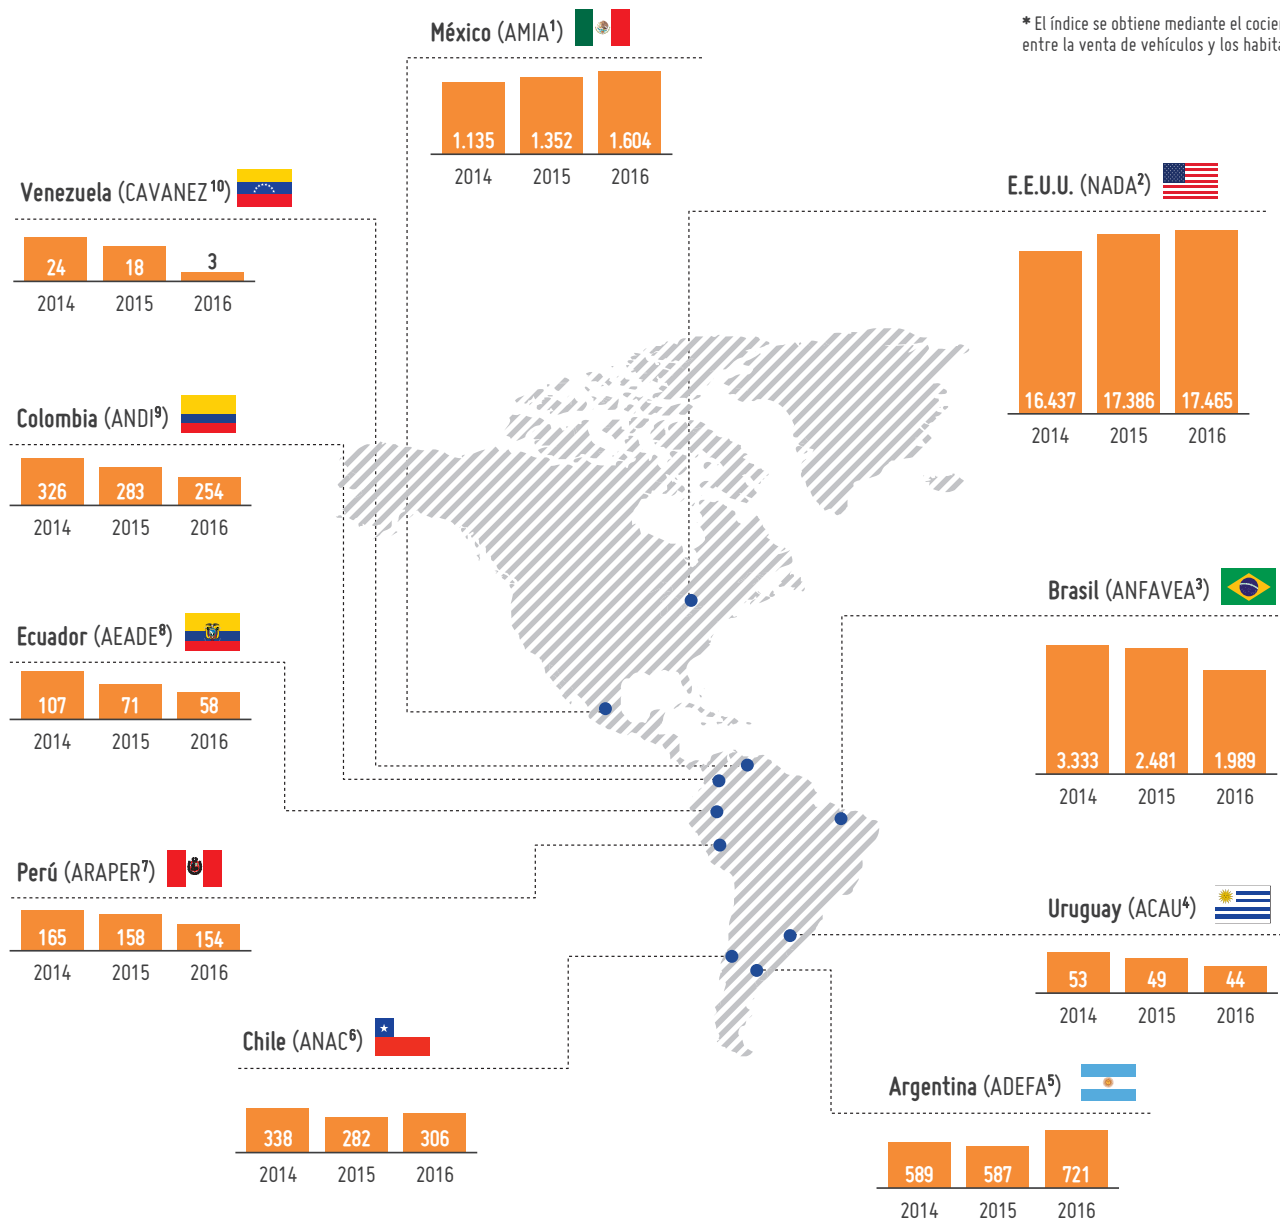 México (AMIA¹)
* El índice se obtiene mediante el
entre la venta de vehículos y los
1.135 1.352 1.604
2014 2015 2016
Venezuela (CAVANEZ¹⁰)
24 18 3
2014 2015 2016
E.E.U.U. (NADA²)
16.437 17.386 17.465
2014 2015 2016
Colombia (ANDI⁹)
326 283 254
2014 2015 2016
Brasil (ANFAVEA³)
3.333 2.481 1.989
2014 2015 2016
Ecuador (AEADE⁸)
107 71 58
2014 2015 2016
Perú (ARAPER⁷)
165 158 154
2014 2015 2016
Uruguay (ACAU⁴)
53 49 44
2014 2015 2016
Chile (ANAC⁶)
338 282 306
2014 2015 2016
Argentina (ADEFA⁵)
589 587 721
2014 2015 2016